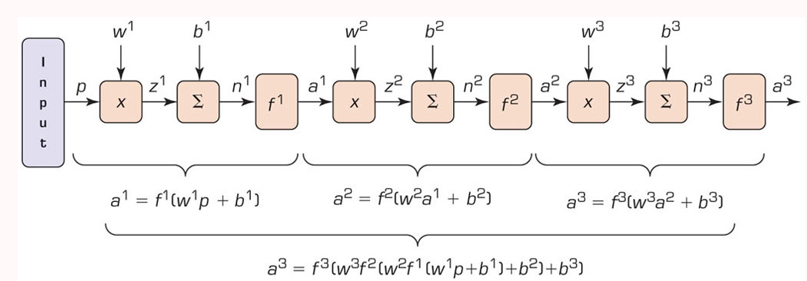 w¹ b¹ w² b² w³ b³
Input
p x z¹ Σ n¹ f¹ a¹ x z² Σ n² f² a² x z³ Σ n³ f³ a³
a¹ = f¹(w¹p + b¹) a² = f²(w²a¹ + b²) a³ = f³(w³a² + b³)
a³ = f³(w³f²(w²f¹(w¹p+b¹)+b²)+b³)